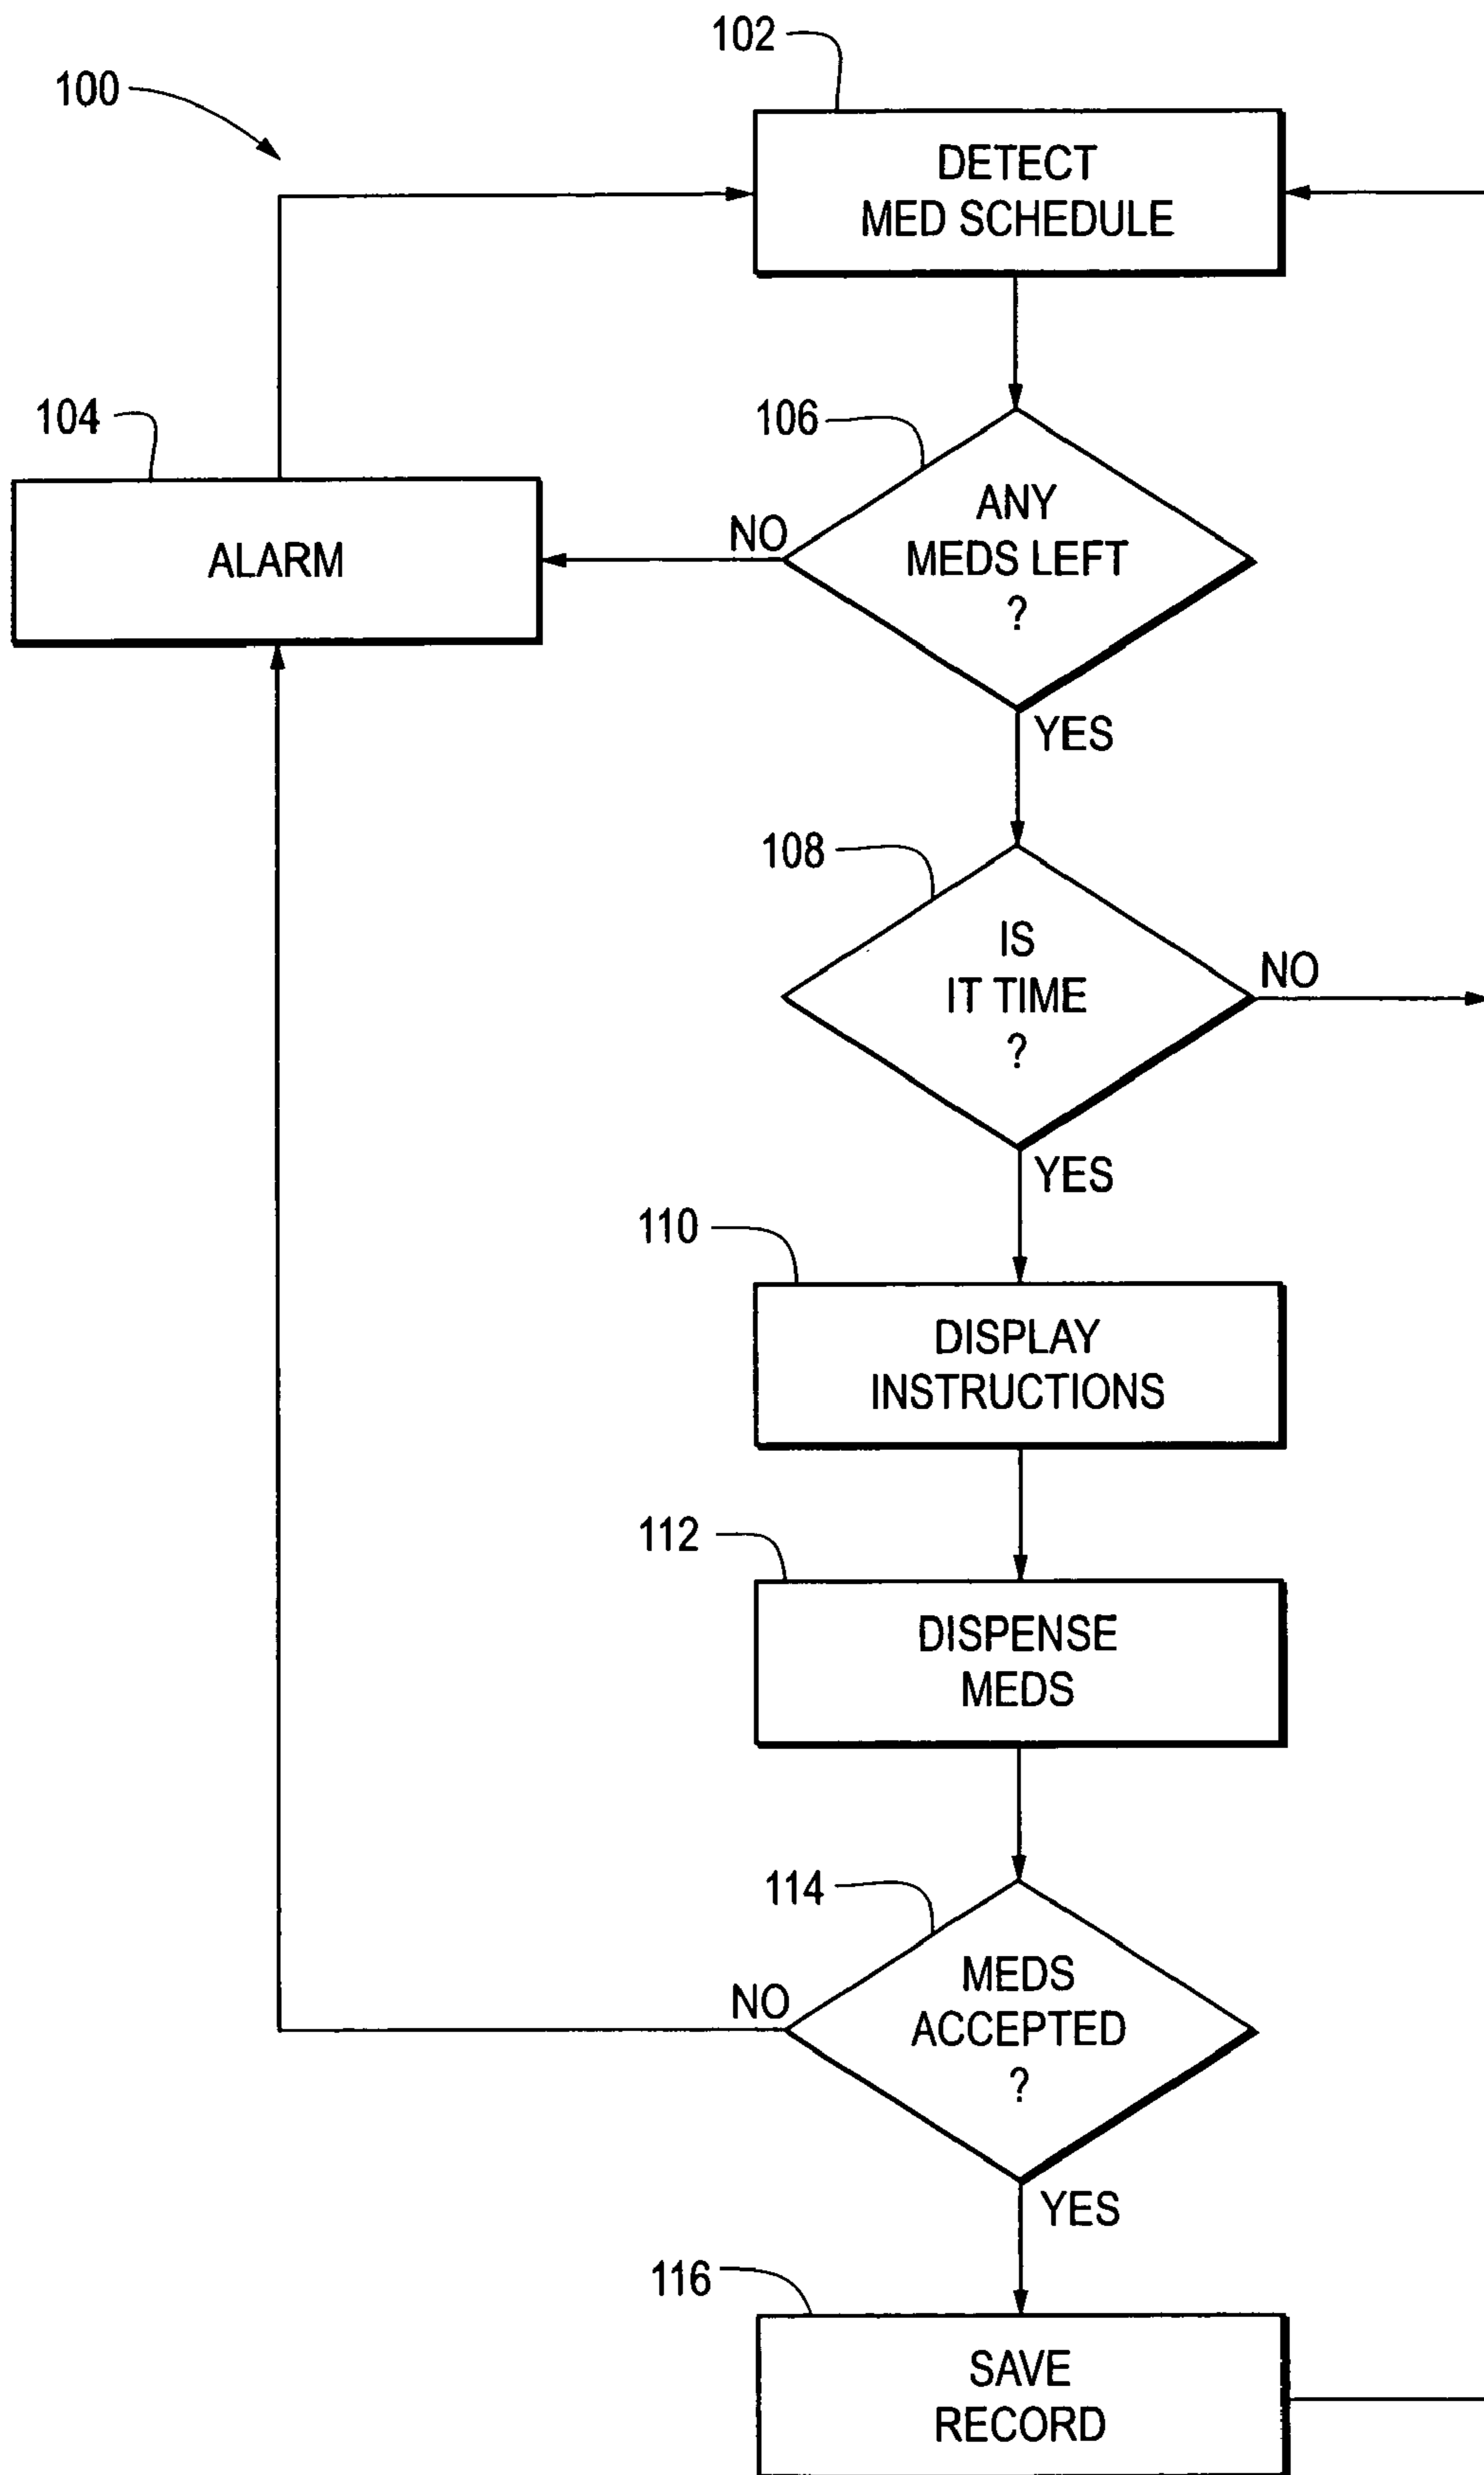 102
100
DETECT
MED SCHEDULE
104
106
ANY
MEDS LEFT
?
NO
ALARM
YES
108
IS
IT TIME
?
NO
YES
110
DISPLAY
INSTRUCTIONS
112
DISPENSE
MEDS
114
MEDS
ACCEPTED
?
NO
YES
116
SAVE
RECORD